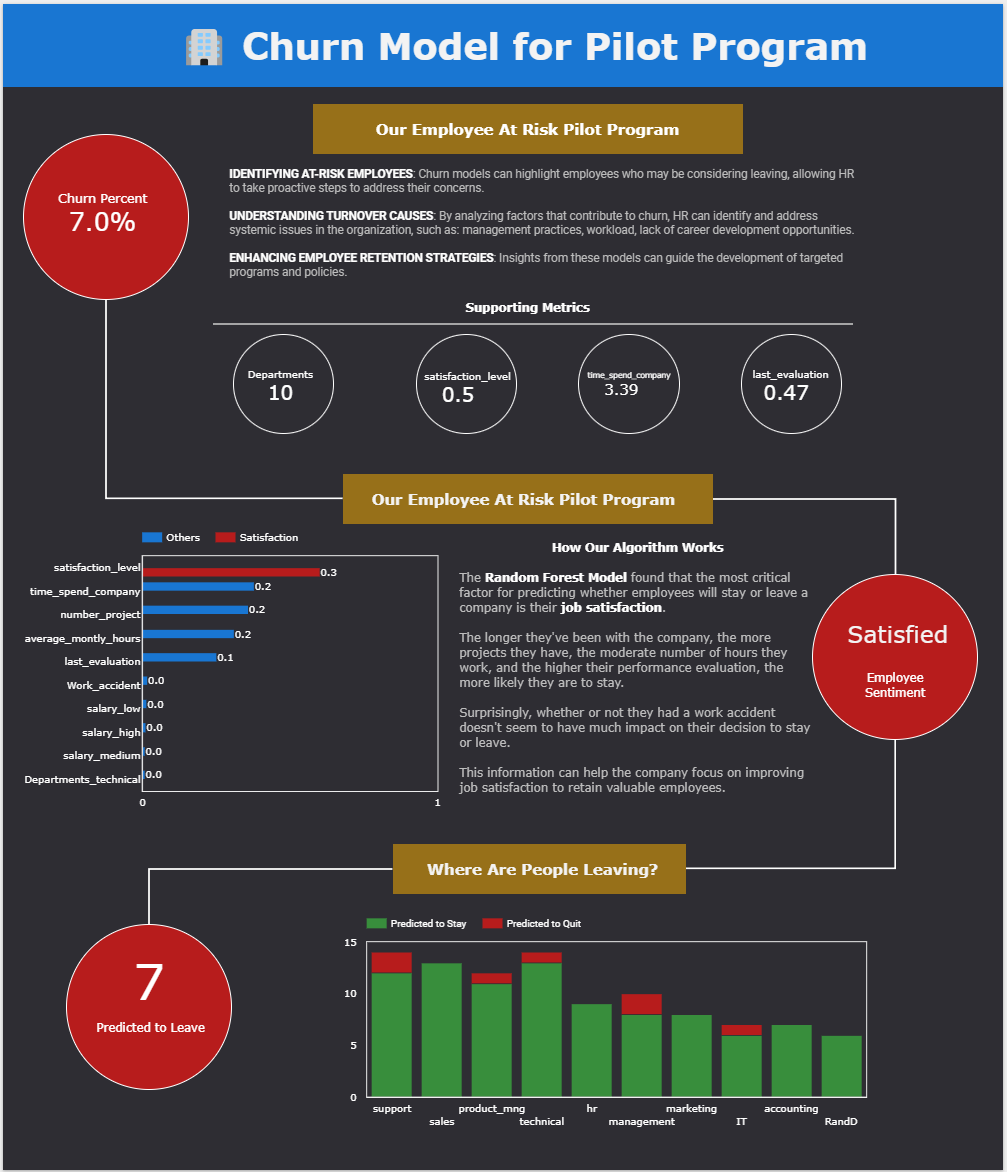 Churn Model for Pilot Program
Our Employee At Risk Pilot Program
Churn Percent
7.0%
IDENTIFYING AT-RISK EMPLOYEES: Churn models can highlight employees who may be considering leaving, allowing HR
to take proactive steps to address their concerns.
UNDERSTANDING TURNOVER CAUSES: By analyzing factors that contribute to churn, HR can identify and address
systemic issues in the organization, such as: management practices, workload, lack of career development opportunities.
ENHANCING EMPLOYEE RETENTION STRATEGIES: Insights from these models can guide the development of targeted
programs and policies.
Supporting Metrics
Departments
10
satisfaction_level
0.5
time_spend_company
3.39
last_evaluation
0.47
Our Employee At Risk Pilot Program
Others
Satisfaction
satisfaction_level
0.3
time_spend_company
0.2
number_project
0.2
average_montly_hours
0.2
last_evaluation
0.1
Work_accident
0.0
salary_low
0.0
salary_high
0.0
salary_medium
0.0
Departments_technical
0.0
0
1
How Our Algorithm Works
The Random Forest Model found that the most critical
factor for predicting whether employees will stay or leave a
company is their job satisfaction.
The longer they've been with the company, the more
projects they have, the moderate number of hours they
work, and the higher their performance evaluation, the
more likely they are to stay.
Surprisingly, whether or not they had a work accident
doesn't seem to have much impact on their decision to stay
or leave.
This information can help the company focus on improving
job satisfaction to retain valuable employees.
Satisfied
Employee
Sentiment
Where Are People Leaving?
7
Predicted to Leave
Predicted to Stay
Predicted to Quit
15
10
5
0
support
sales
product_mng
technical
hr
management
marketing
IT
accounting
RandD